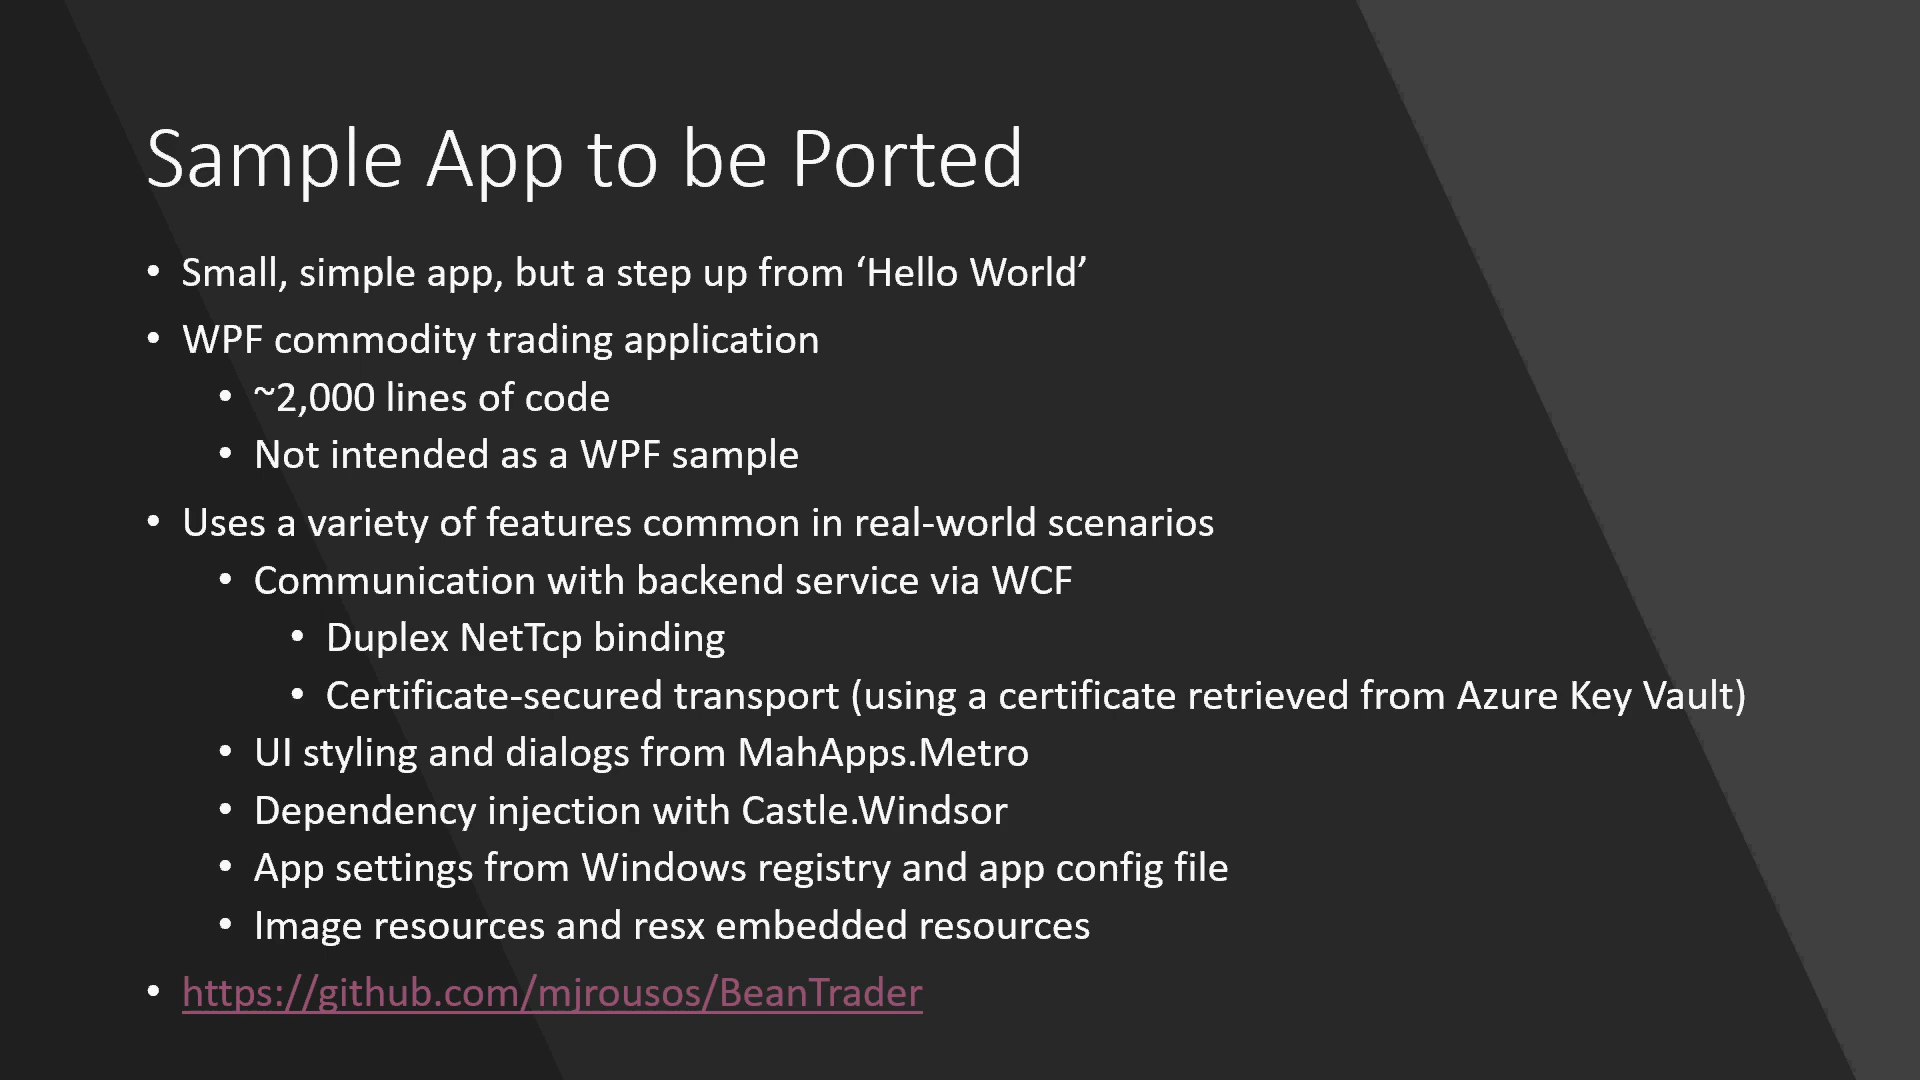 Sample App to be Ported
• Small, simple app, but a step up from ‘Hello World’
• WPF commodity trading application
• ~2,000 lines of code
• Not intended as a WPF sample
• Uses a variety of features common in real-world scenarios
• Communication with backend service via WCF
• Duplex NetTcp binding
• Certificate-secured transport (using a certificate retrieved from Azure Key Vault)
• UI styling and dialogs from MahApps.Metro
• Dependency injection with Castle.Windsor
• App settings from Windows registry and app config file
• Image resources and resx embedded resources
• https://github.com/mjrousos/BeanTrader